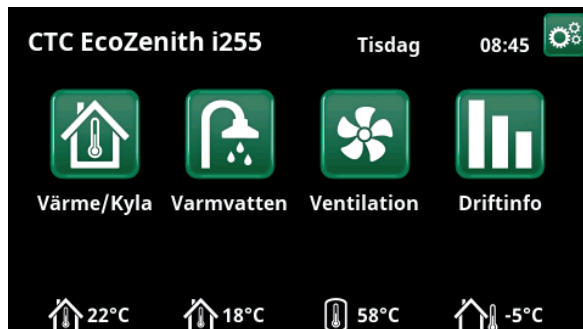 CTC EcoZenith i255 Tisdag 08:45
Värme/Kyla Varmvatten Ventilation Driftinfo
22°C 18°C 58°C -5°C